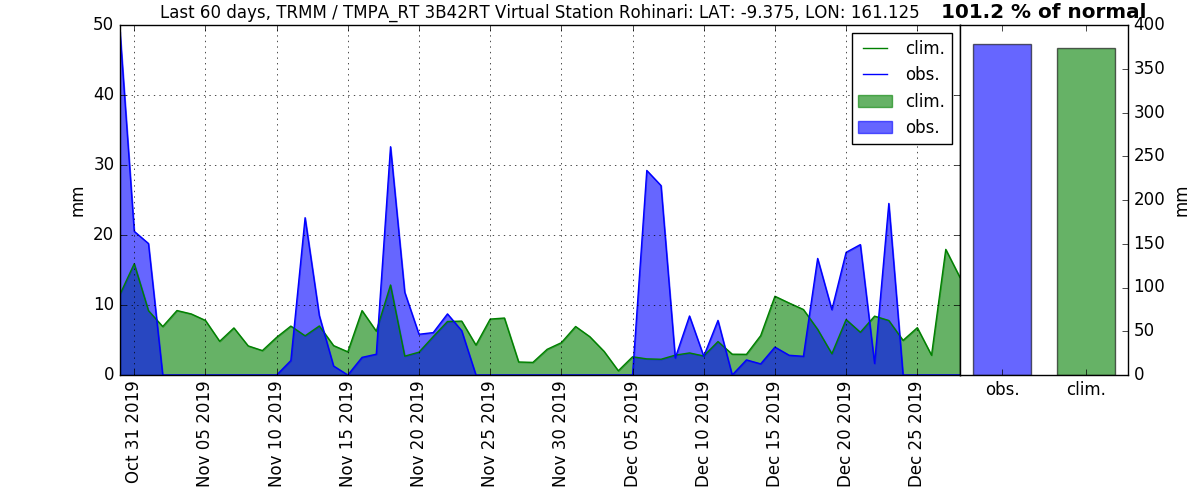 Last 60 days, TRMM / TMPA_RT 3B42RT Virtual Station Rohinari: LAT: -9.375, LON: 161.125
101.2 % of normal
50
40
30
20
10
0
mm
clim.
obs.
clim.
obs.
400
350
300
250
200
150
100
50
0
mm
Oct 31 2019
Nov 05 2019
Nov 10 2019
Nov 15 2019
Nov 20 2019
Nov 25 2019
Nov 30 2019
Dec 05 2019
Dec 10 2019
Dec 15 2019
Dec 20 2019
Dec 25 2019
obs.
clim.